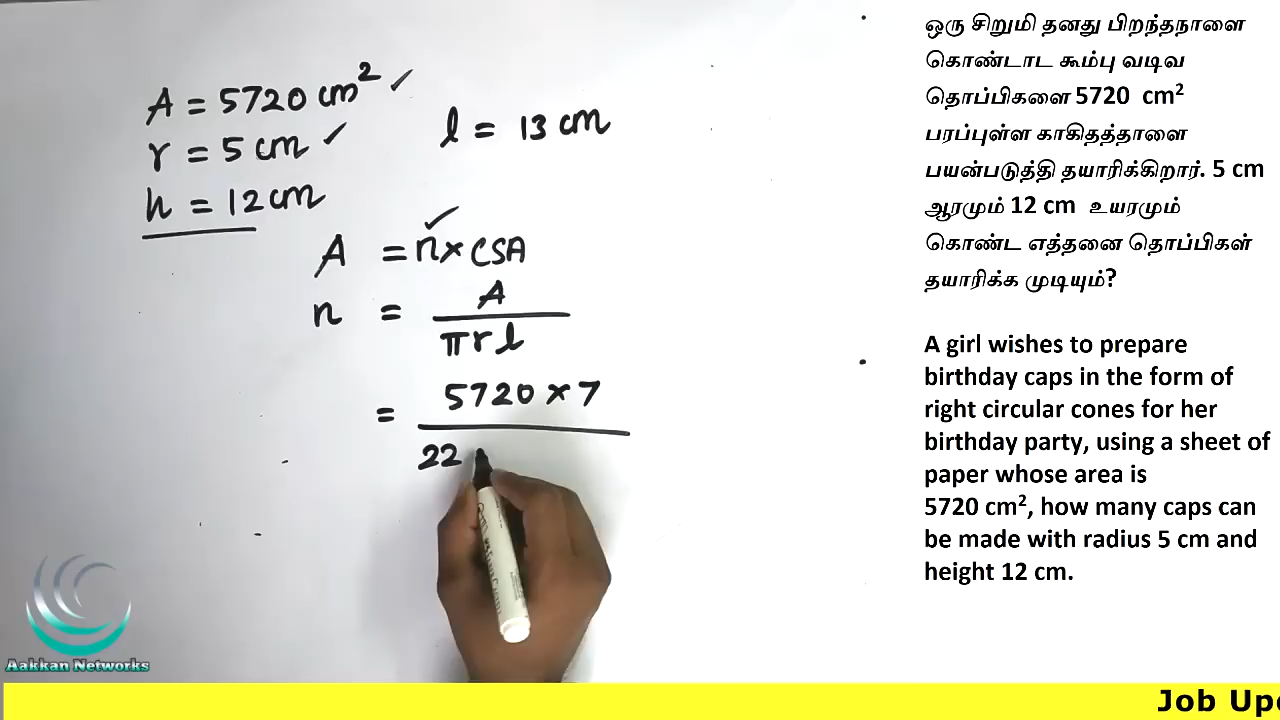 A = 5720 cm² ✓
r = 5 cm ✓
h = 12 cm
l = 13 cm
A = n × CSA
n = A / πrl
= 5720 × 7 / 22
ஒரு சிறுமி தனது பிறந்தநாளை
கொண்டாட கூம்பு வடிவ
தொப்பிகளை 5720 cm²
பரப்புள்ள காகிதத்தாளை
பயன்படுத்தி தயாரிக்கிறார். 5 cm
ஆரமும் 12 cm உயரமும்
கொண்ட எத்தனை தொப்பிகள்
தயாரிக்க முடியும்?
A girl wishes to prepare
birthday caps in the form of
right circular cones for her
birthday party, using a sheet of
paper whose area is
5720 cm², how many caps can
be made with radius 5 cm and
height 12 cm.
Aakkan Networks
Job Up